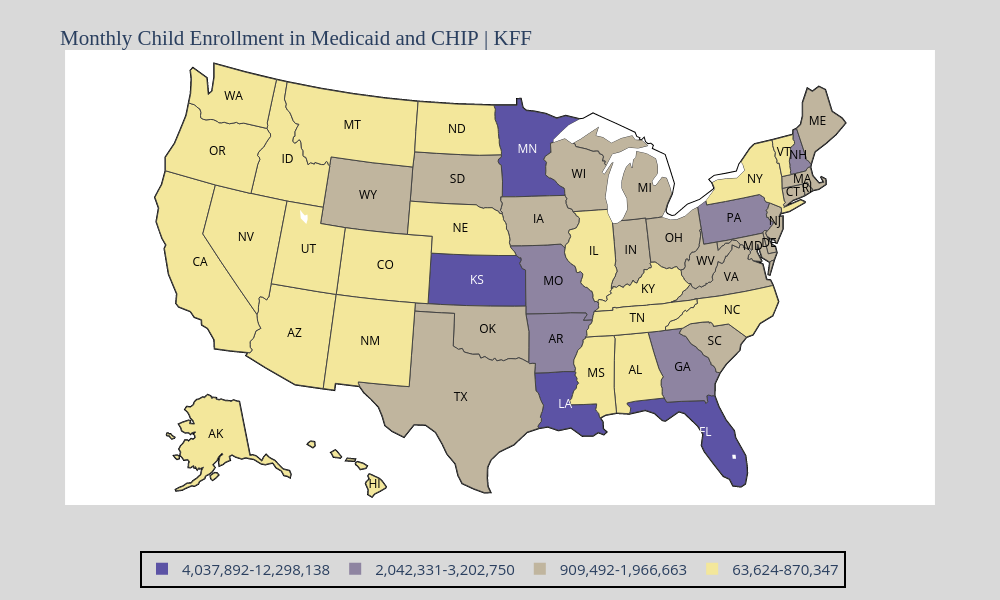 Monthly Child Enrollment in Medicaid and CHIP | KFF
WA
MT
ND
MN
ME
OR
ID
WY
SD
WI
MI
NY
VT
NH
MA
CT
RI
NV
UT
CO
NE
IA
IL
IN
OH
PA
NJ
CA
KS
MO
KY
WV
VA
MD
DE
AZ
NM
OK
AR
TN
NC
SC
TX
LA
MS
AL
GA
FL
AK
HI
4,037,892-12,298,138
2,042,331-3,202,750
909,492-1,966,663
63,624-870,347